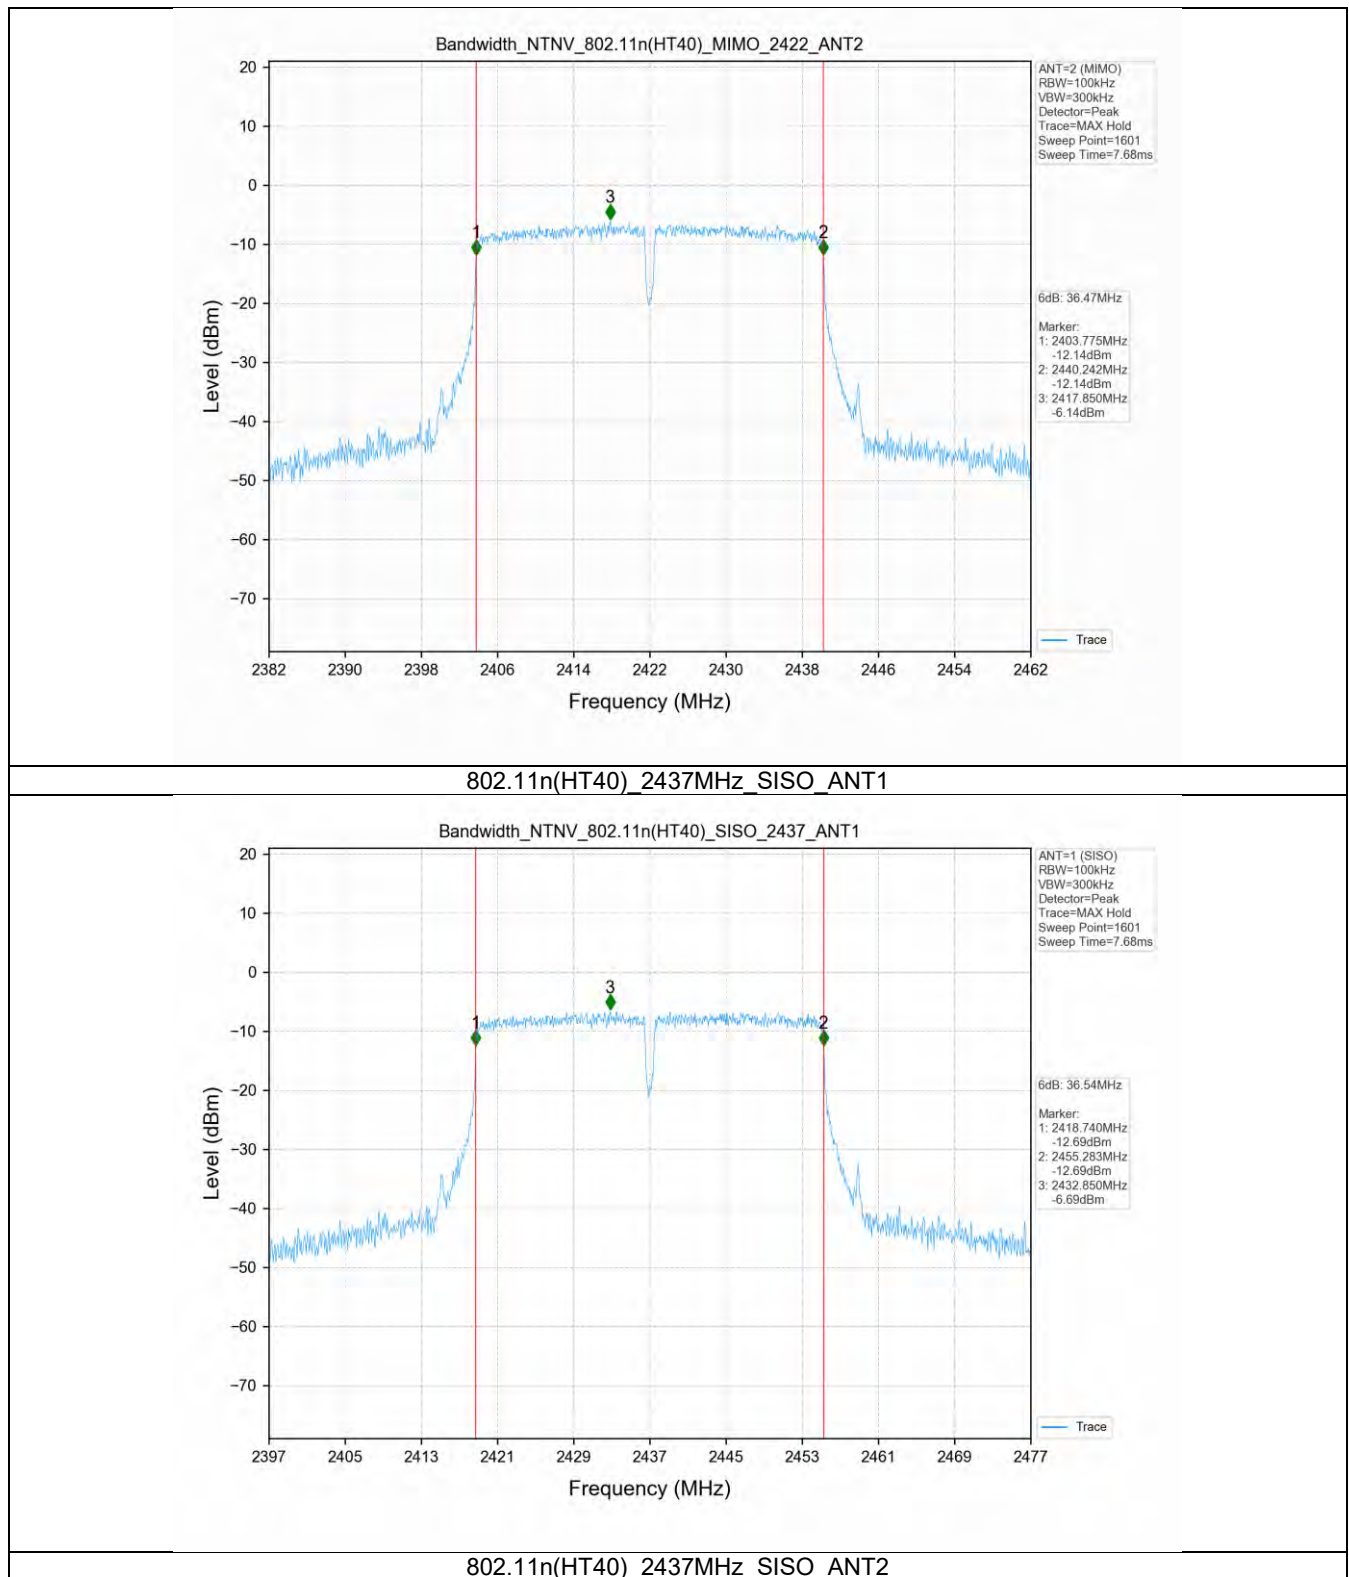 Bandwidth_NTNV_802.11n(HT40)_MIMO_2422_ANT2
20
10
0
−10
−20
−30
−40
−50
−60
−70
Level (dBm)
1
2
3
ANT=2 (MIMO)
RBW=100kHz
VBW=300kHz
Detector=Peak
Trace=MAX Hold
Sweep Point=1601
Sweep Time=7.68ms
6dB: 36.47MHz
Marker:
1: 2403.775MHz
-12.14dBm
2: 2440.242MHz
-12.14dBm
3: 2417.850MHz
-6.14dBm
Trace
2382 2390 2398 2406 2414 2422 2430 2438 2446 2454 2462
Frequency (MHz)
802.11n(HT40)_2437MHz_SISO_ANT1
Bandwidth_NTNV_802.11n(HT40)_SISO_2437_ANT1
20
10
0
−10
−20
−30
−40
−50
−60
−70
Level (dBm)
1
2
3
ANT=1 (SISO)
RBW=100kHz
VBW=300kHz
Detector=Peak
Trace=MAX Hold
Sweep Point=1601
Sweep Time=7.68ms
6dB: 36.54MHz
Marker:
1: 2418.740MHz
-12.69dBm
2: 2455.283MHz
-12.69dBm
3: 2432.850MHz
-6.69dBm
Trace
2397 2405 2413 2421 2429 2437 2445 2453 2461 2469 2477
Frequency (MHz)
802.11n(HT40)_2437MHz_SISO_ANT2